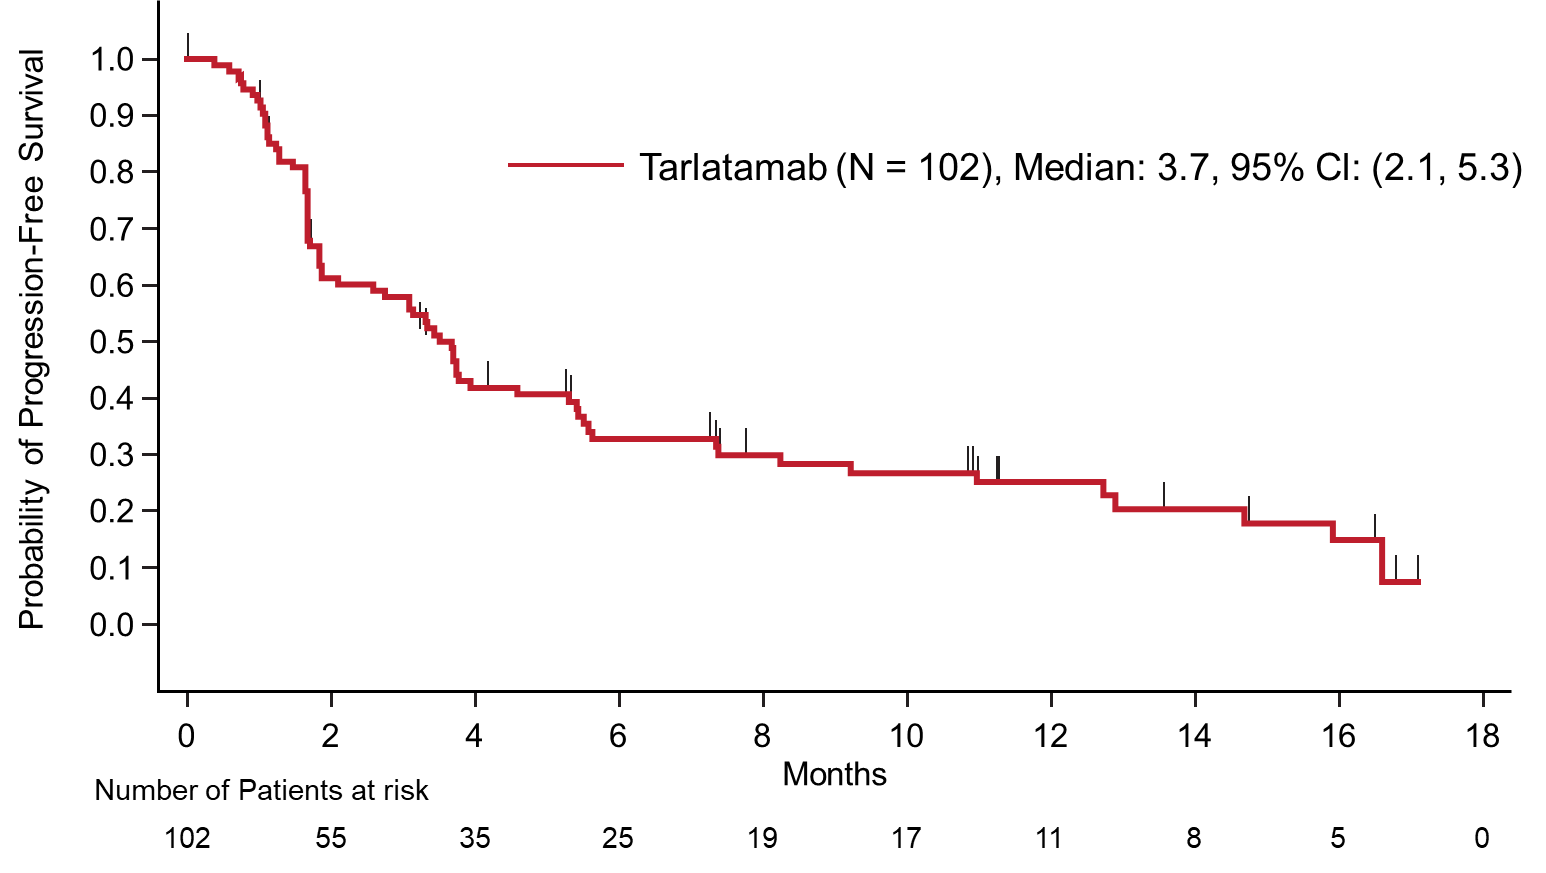 Probability of Progression-Free Survival
1.0
0.9
0.8
0.7
0.6
0.5
0.4
0.3
0.2
0.1
0.0
Tarlatamab (N = 102), Median: 3.7, 95% CI: (2.1, 5.3)
0 2 4 6 8 10 12 14 16 18
Months
Number of Patients at risk
102 55 35 25 19 17 11 8 5 0